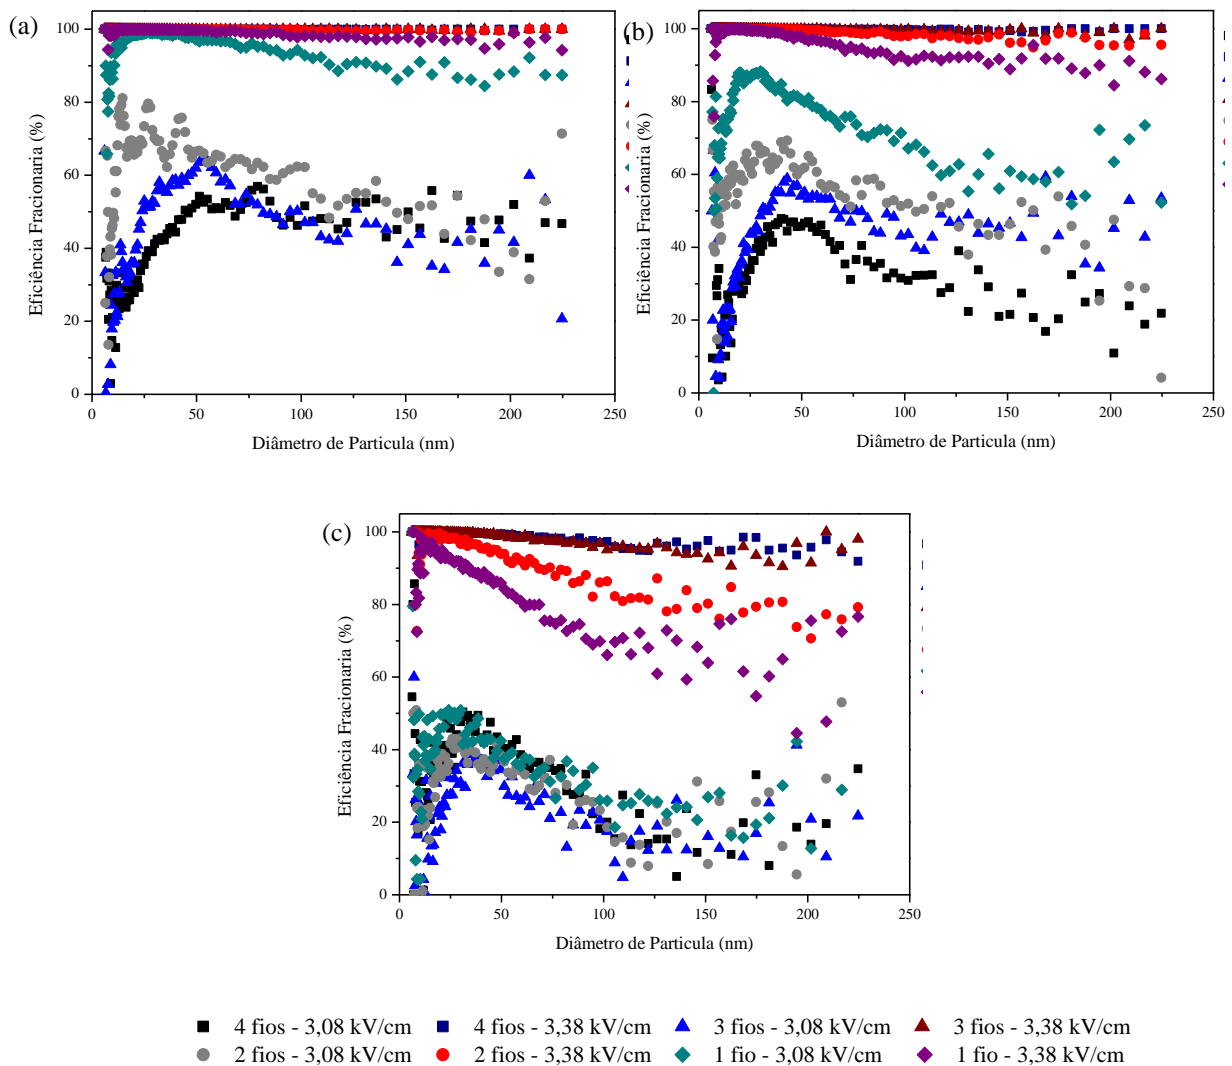 (a)
Eficiência Fracionaria (%)
100
80
60
40
20
0
0 50 100 150 200 250
Diâmetro de Particula (nm)
(b)
Eficiência Fracionaria (%)
100
80
60
40
20
0
0 50 100 150 200 250
Diâmetro de Particula (nm)
(c)
Eficiência Fracionaria (%)
100
80
60
40
20
0
0 25 50 100 150 200 250
Diâmetro de Particula (nm)
4 fios - 3,08 kV/cm 4 fios - 3,38 kV/cm 3 fios - 3,08 kV/cm 3 fios - 3,38 kV/cm
2 fios - 3,08 kV/cm 2 fios - 3,38 kV/cm 1 fio - 3,08 kV/cm 1 fio - 3,38 kV/cm